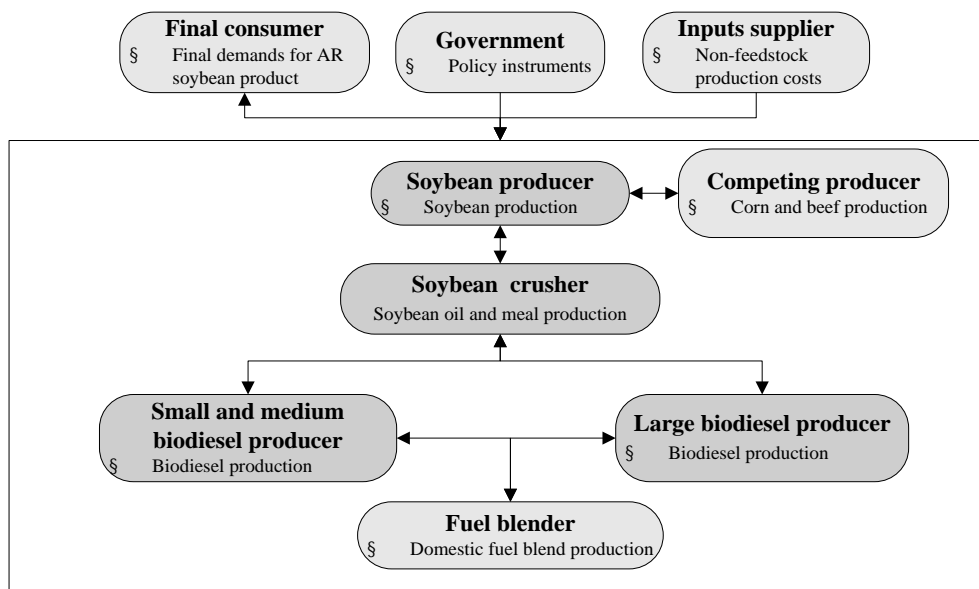 Final consumer
§ Final demands for AR
soybean product
Government
§ Policy instruments
Inputs supplier
§ Non-feedstock
production costs
Soybean producer
§ Soybean production
Competing producer
§ Corn and beef production
Soybean crusher
Soybean oil and meal production
Small and medium
biodiesel producer
§ Biodiesel production
Large biodiesel producer
§ Biodiesel production
Fuel blender
§ Domestic fuel blend production